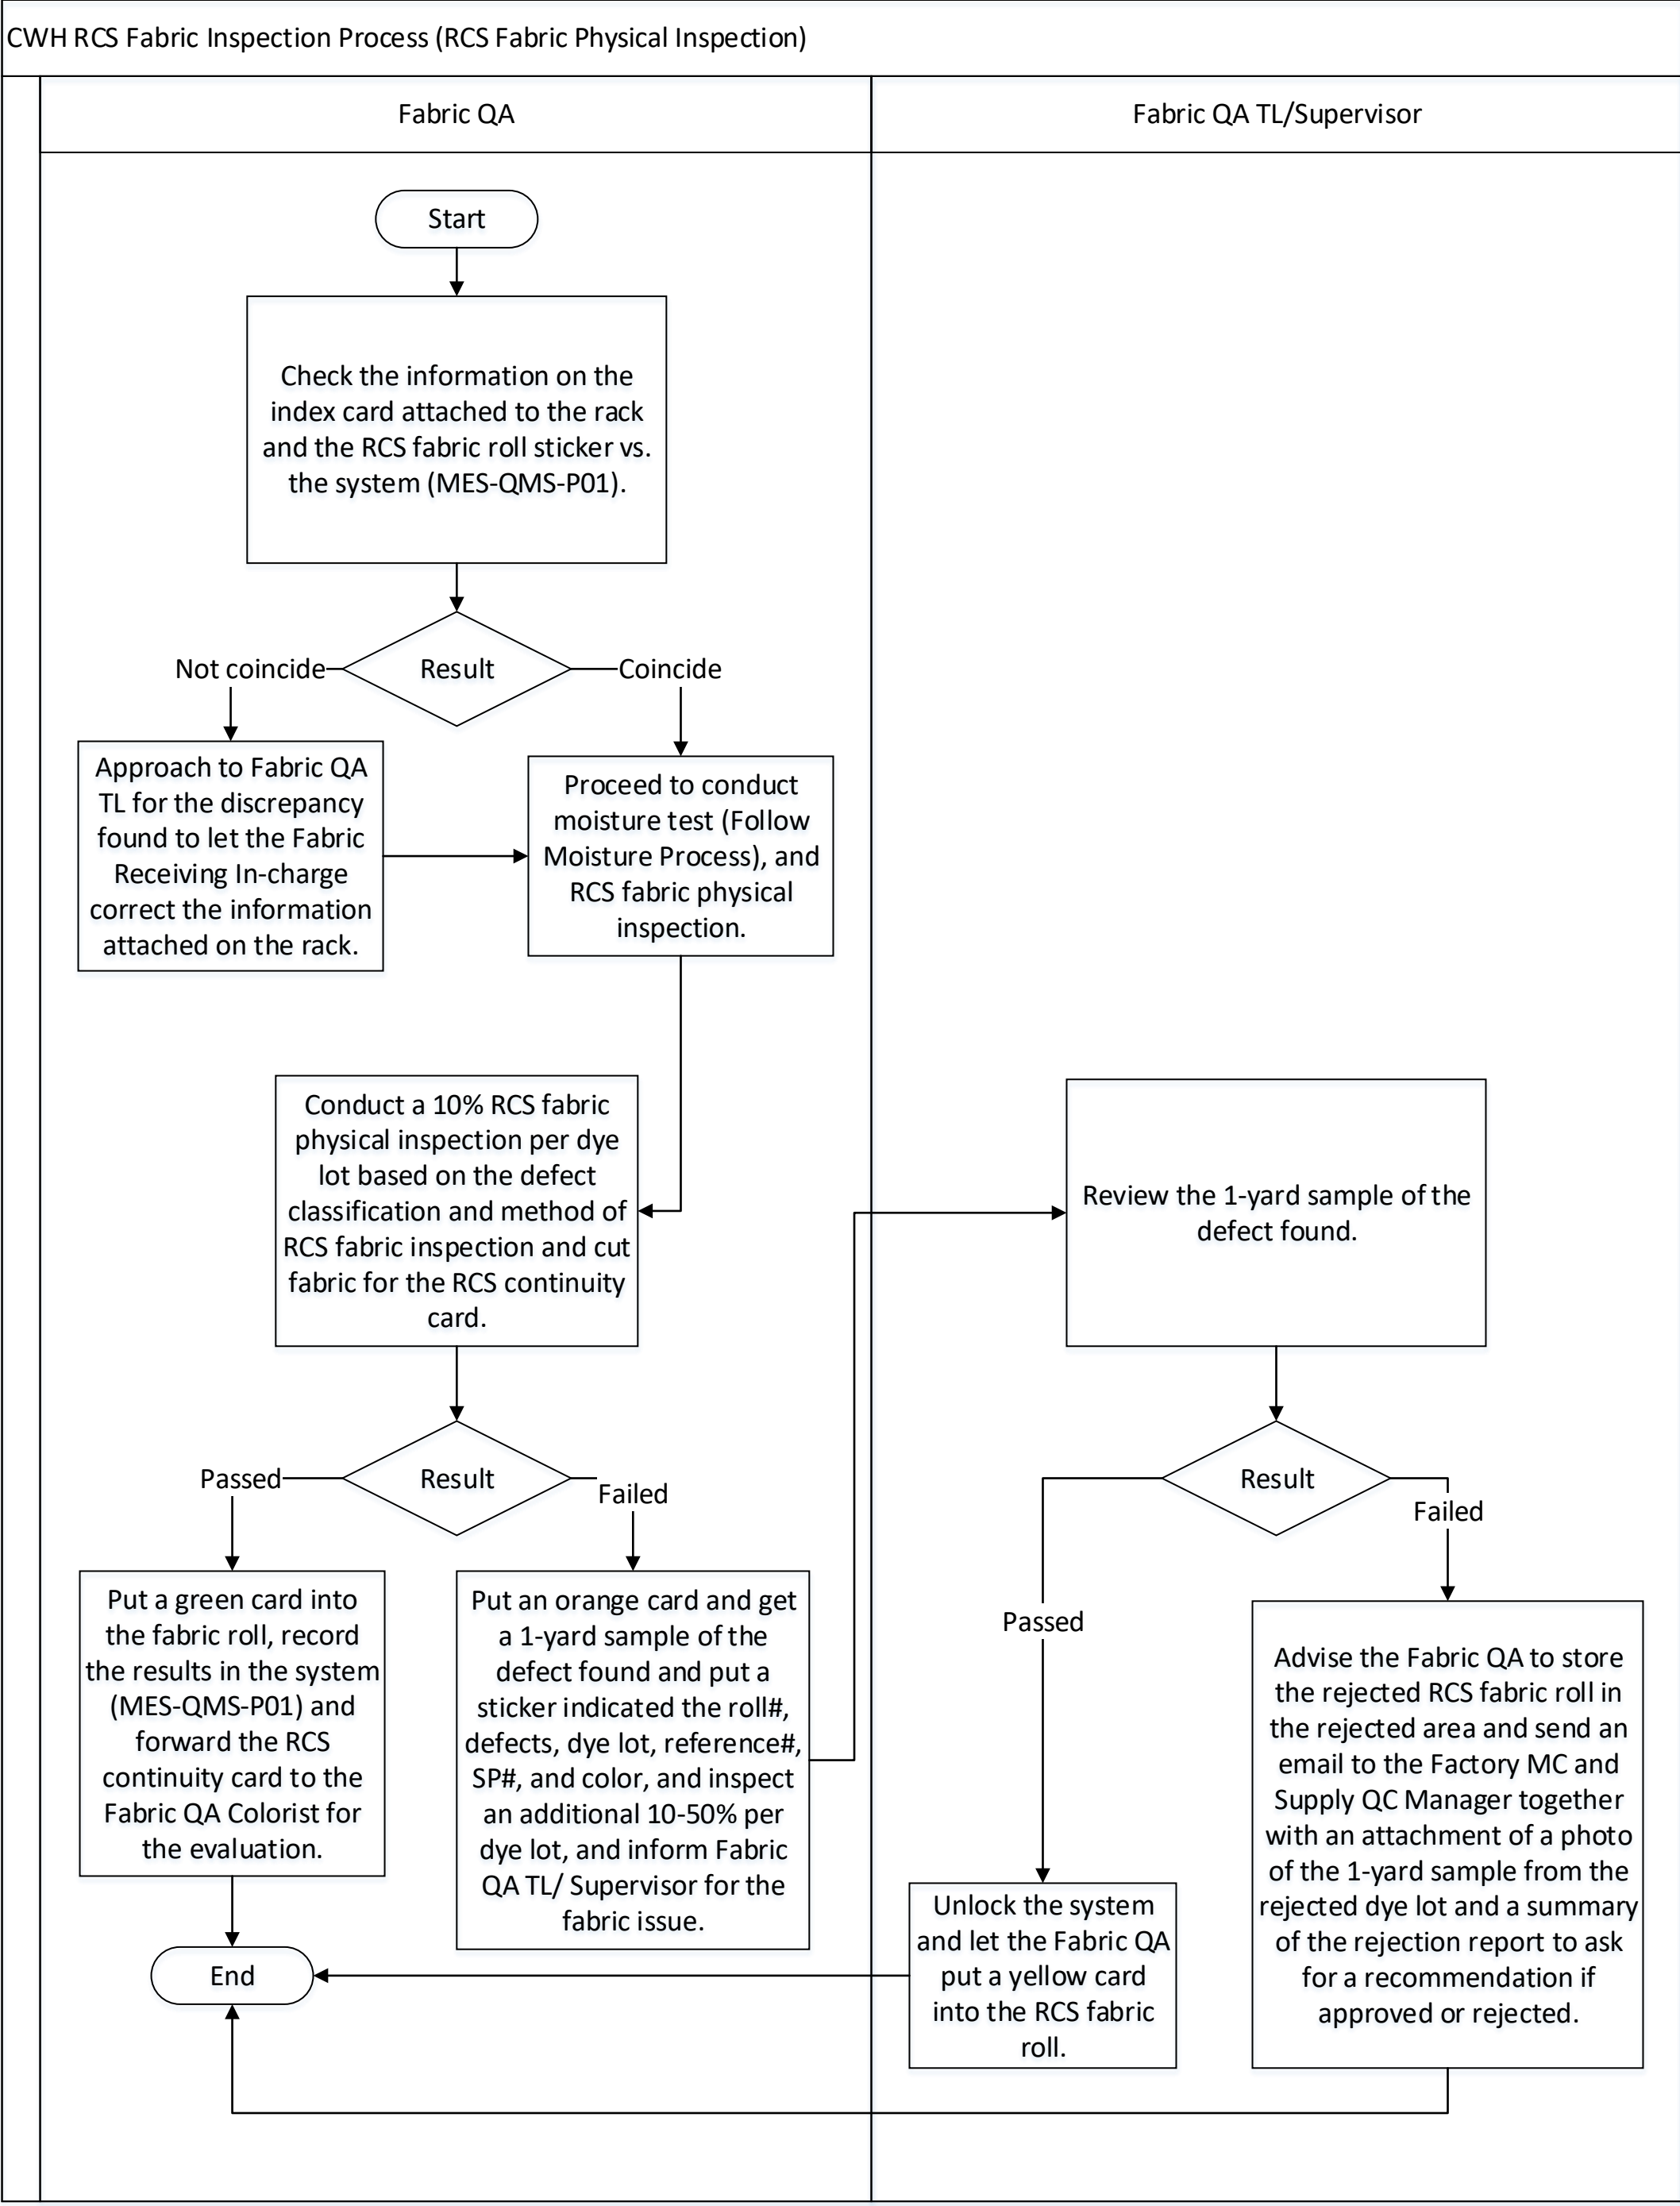 CWH RCS Fabric Inspection Process (RCS Fabric Physical Inspection)
Fabric QA
Fabric QA TL/Supervisor
Start
Check the information on the
index card attached to the rack
and the RCS fabric roll sticker vs.
the system (MES-QMS-P01).
Not coincide
Result
Coincide
Approach to Fabric QA
TL for the discrepancy
found to let the Fabric
Receiving In-charge
correct the information
attached on the rack.
Proceed to conduct
moisture test (Follow
Moisture Process), and
RCS fabric physical
inspection.
Conduct a 10% RCS fabric
physical inspection per dye
lot based on the defect
classification and method of
RCS fabric inspection and cut
fabric for the RCS continuity
card.
Review the 1-yard sample of the
defect found.
Passed
Result
Failed
Result
Failed
Passed
Put a green card into
the fabric roll, record
the results in the system
(MES-QMS-P01) and
forward the RCS
continuity card to the
Fabric QA Colorist for
the evaluation.
Put an orange card and get
a 1-yard sample of the
defect found and put a
sticker indicated the roll#,
defects, dye lot, reference#,
SP#, and color, and inspect
an additional 10-50% per
dye lot, and inform Fabric
QA TL/ Supervisor for the
fabric issue.
Advise the Fabric QA to store
the rejected RCS fabric roll in
the rejected area and send an
email to the Factory MC and
Supply QC Manager together
with an attachment of a photo
of the 1-yard sample from the
rejected dye lot and a summary
of the rejection report to ask
for a recommendation if
approved or rejected.
Unlock the system
and let the Fabric QA
put a yellow card
into the RCS fabric
roll.
End